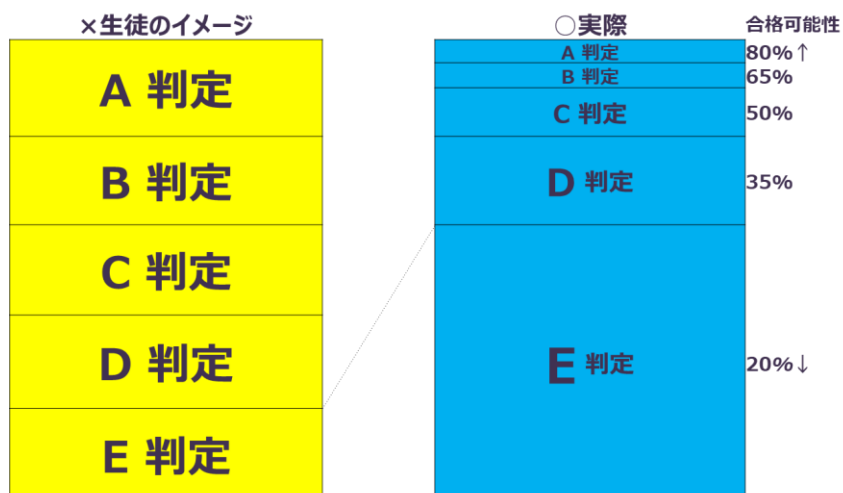 ×生徒のイメージ
A 判定
B 判定
C 判定
D 判定
E 判定
○実際
合格可能性
A 判定
80%↑
B 判定
65%
C 判定
50%
D 判定
35%
E 判定
20%↓